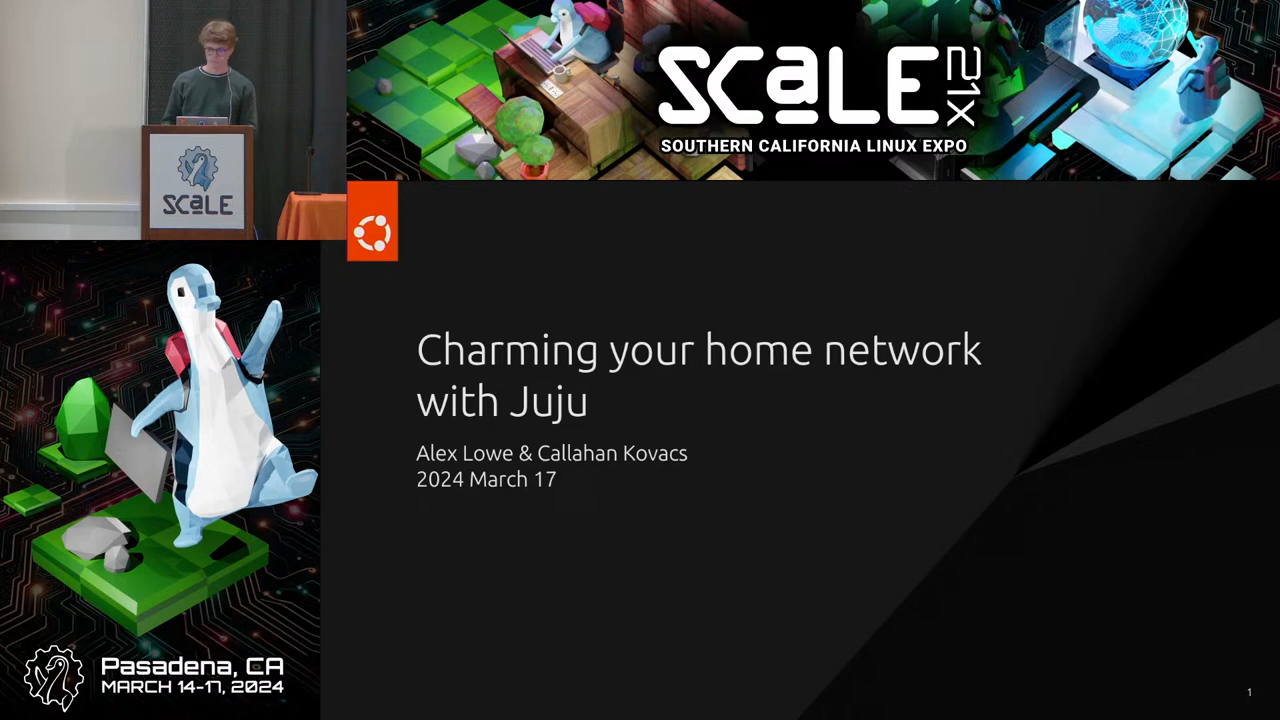 SCaLE 21X
SOUTHERN CALIFORNIA LINUX EXPO
SCaLE
Charming your home network
with Juju
Alex Lowe & Callahan Kovacs
2024 March 17
Pasadena, CA
MARCH 14-17, 2024
1